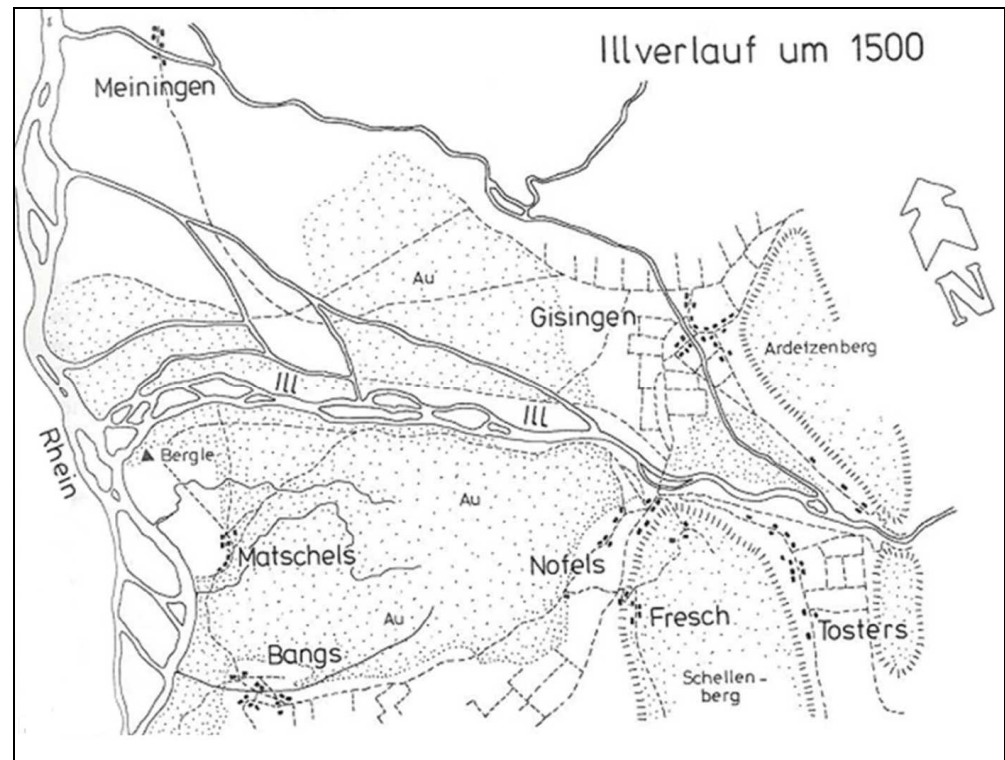 Illverlauf um 1500
Meiningen
Au
Gisingen
Ardetzenberg
N
Ill
Ill
Rhein
Bergle
Au
Matschels
Nofels
Au
Fresch
Tosters
Bangs
Schellen-
berg